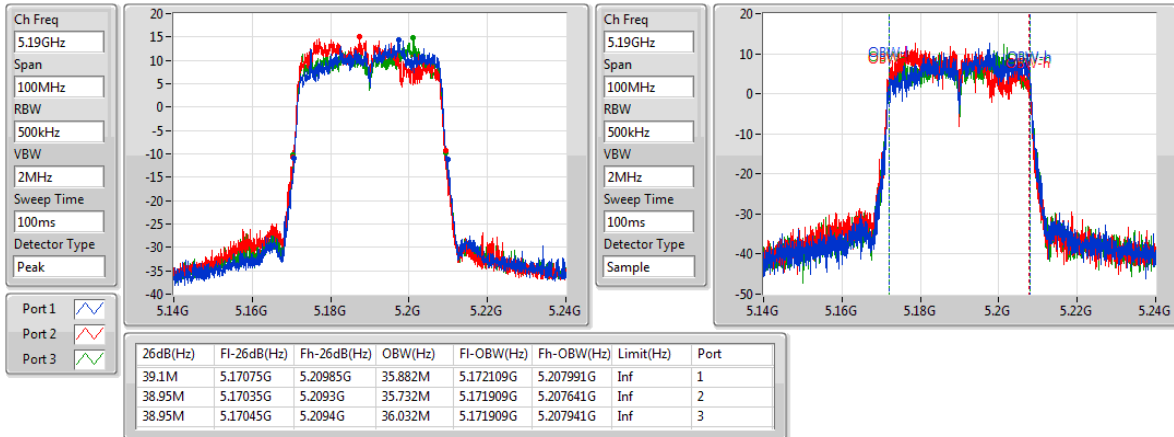 Ch Freq
5.19GHz
Span
100MHz
RBW
500kHz
VBW
2MHz
Sweep Time
100ms
Detector Type
Peak
Port 1
Port 2
Port 3
20
15
10
5
0
-5
-10
-15
-20
-25
-30
-35
-40
5.14G 5.16G 5.18G 5.2G 5.22G 5.24G
Ch Freq
5.19GHz
Span
100MHz
RBW
500kHz
VBW
2MHz
Sweep Time
100ms
Detector Type
Sample
20
10
0
-10
-20
-30
-40
-50
5.14G 5.16G 5.18G 5.2G 5.22G 5.24G
26dB(Hz) Fl-26dB(Hz) Fh-26dB(Hz) OBW(Hz) Fl-OBW(Hz) Fh-OBW(Hz) Limit(Hz) Port
39.1M 5.17075G 5.20985G 35.882M 5.172109G 5.207991G Inf 1
38.95M 5.17035G 5.2093G 35.732M 5.171909G 5.207641G Inf 2
38.95M 5.17045G 5.2094G 36.032M 5.171909G 5.207941G Inf 3